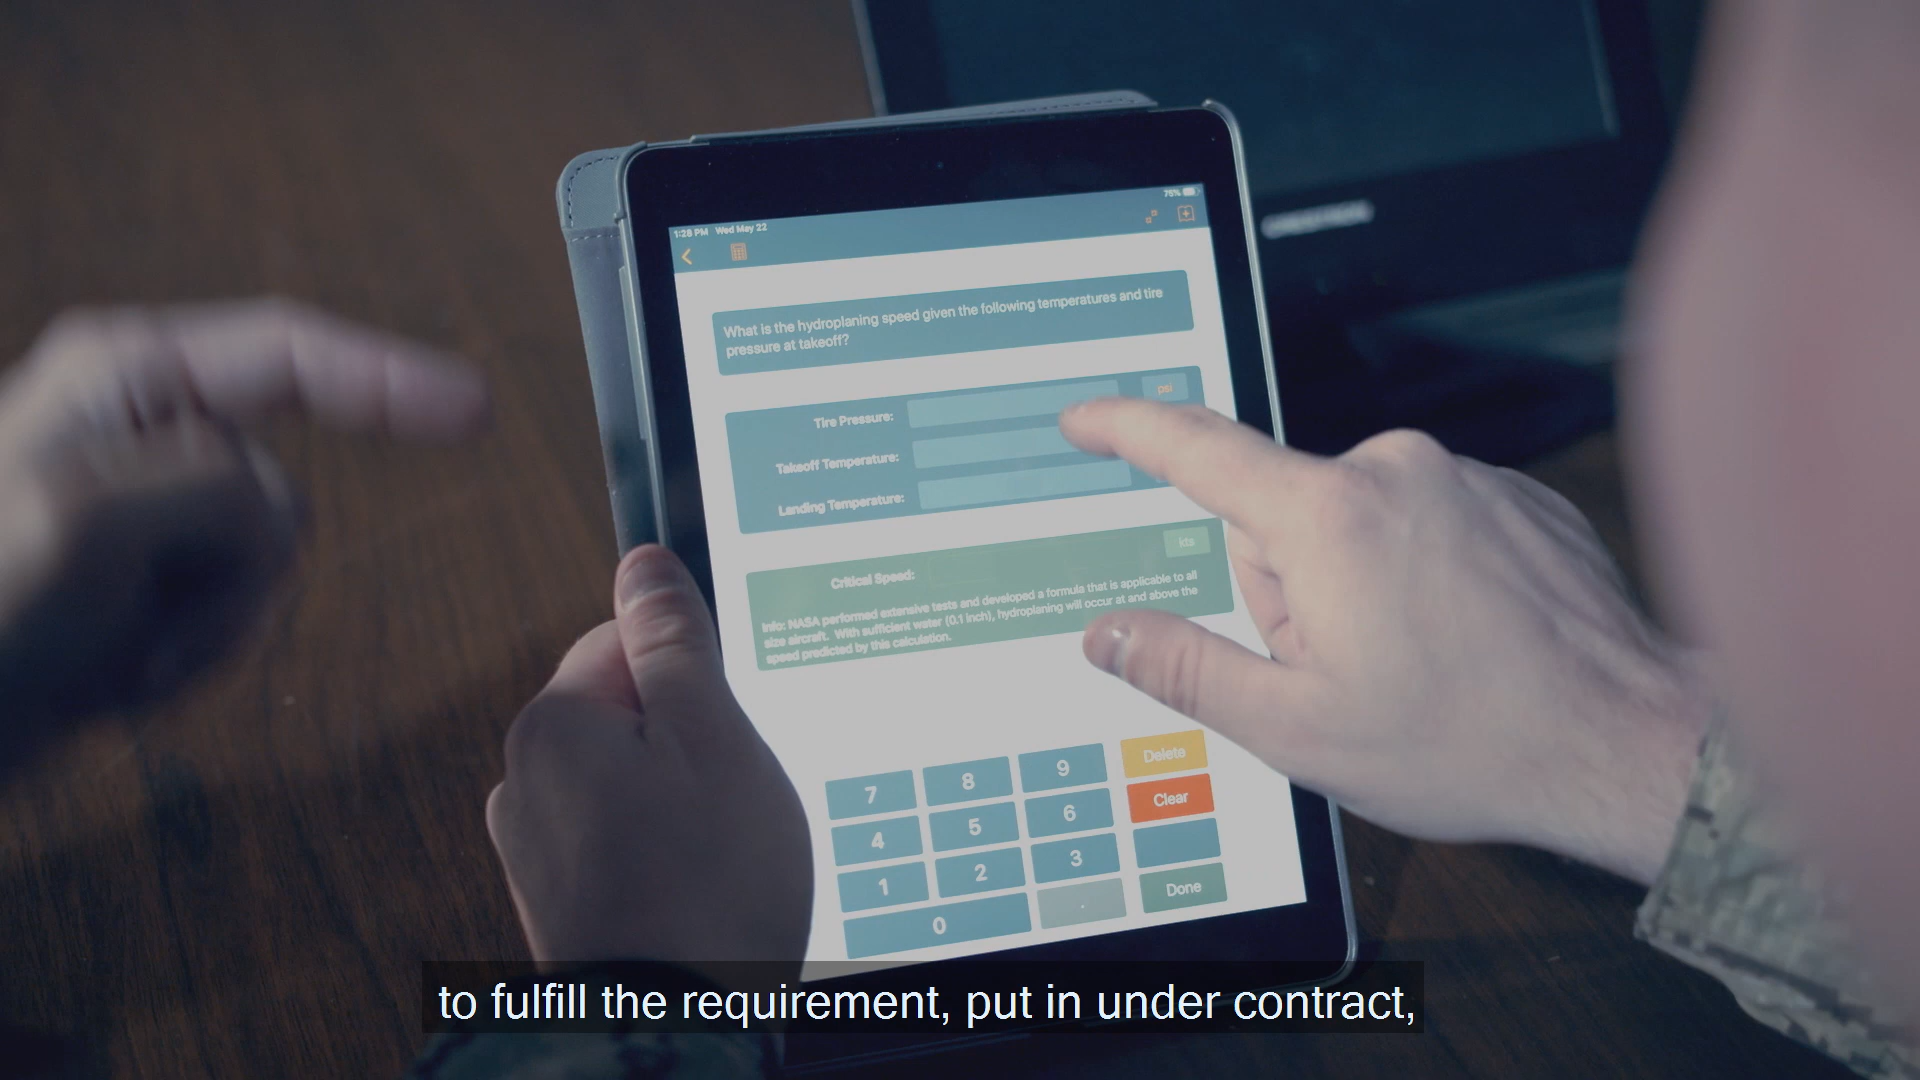 75%
1:28 PM Wed May 22
What is the hydroplaning speed given the following temperatures and tire
pressure at takeoff?
Tire Pressure:
psi
Takeoff Temperature:
Landing Temperature:
Critical Speed:
kts
Info: NASA performed extensive tests and developed a formula that is applicable to all
size aircraft. With sufficient water (0.1 inch), hydroplaning will occur at and above the
speed predicted by this calculation.
7 8 9 Delete
4 5 6 Clear
1 2 3
0 . Done
to fulfill the requirement, put in under contract,